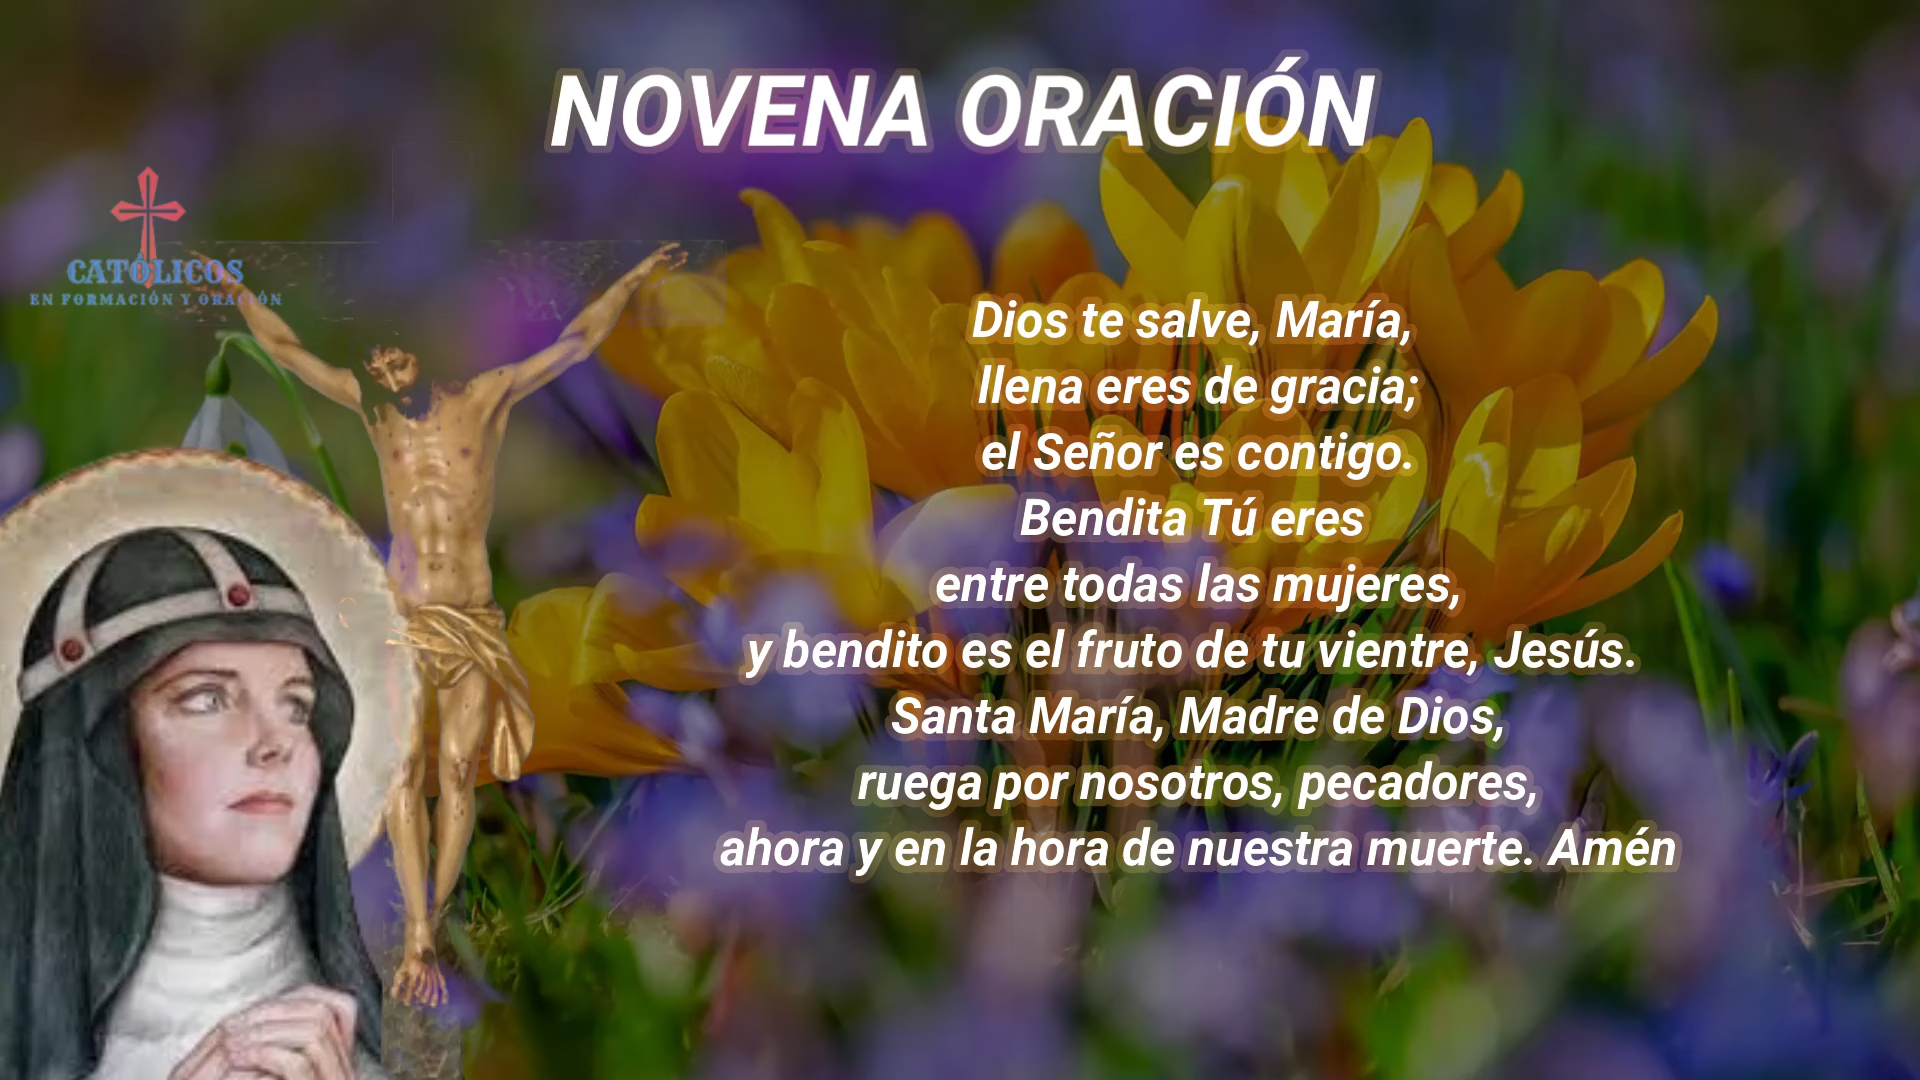 NOVENA ORACIÓN
CATÓLICOS
EN FORMACIÓN Y ORACIÓN
Dios te salve, María,
llena eres de gracia;
el Señor es contigo.
Bendita Tú eres
entre todas las mujeres,
y bendito es el fruto de tu vientre, Jesús.
Santa María, Madre de Dios,
ruega por nosotros, pecadores,
ahora y en la hora de nuestra muerte. Amén